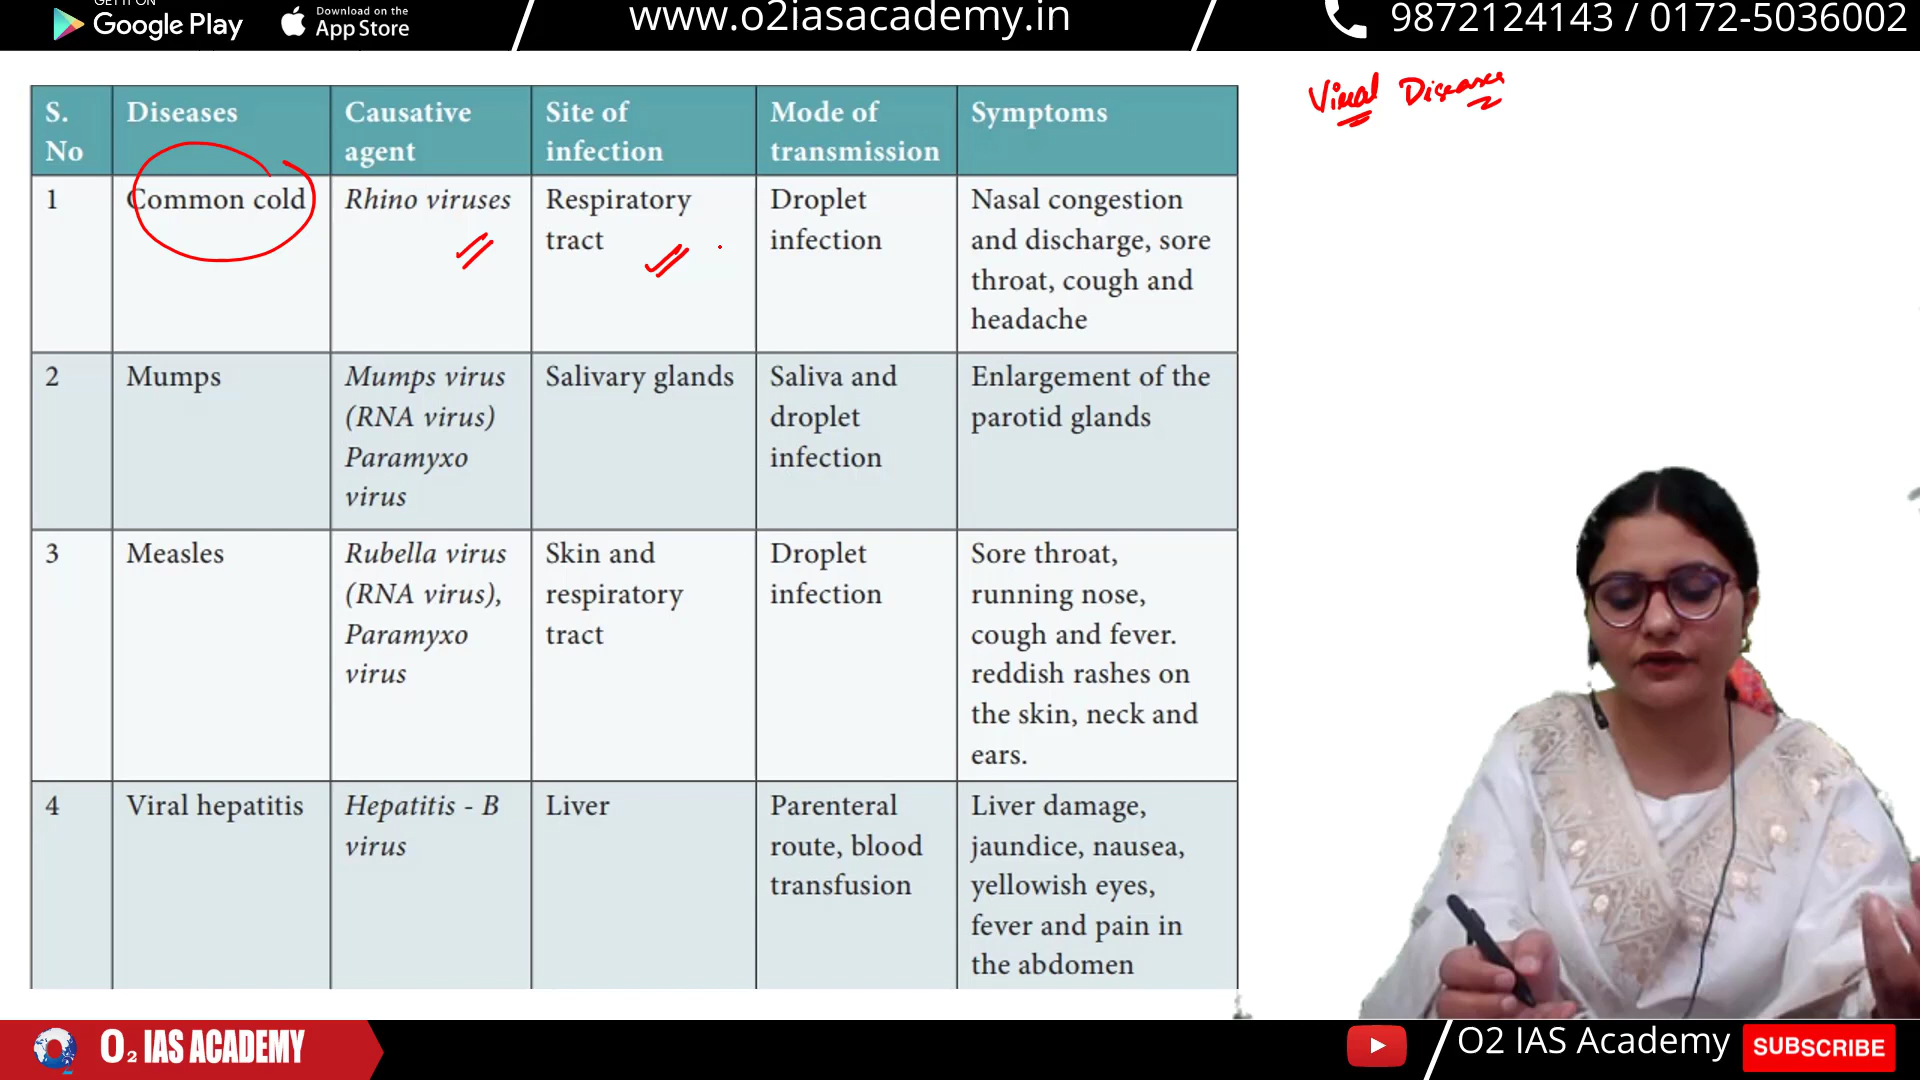 GET IT ON
Google Play
Download on the
App Store
www.o2iasacademy.in
9872124143 / 0172-5036002
Viral Diseases
S. No
Diseases
Causative agent
Site of infection
Mode of transmission
Symptoms
1
Common cold
Rhino viruses
Respiratory
tract
Droplet
infection
Nasal congestion
and discharge, sore
throat, cough and
headache
2
Mumps
Mumps virus
(RNA virus)
Paramyxo
virus
Salivary glands
Saliva and
droplet
infection
Enlargement of the
parotid glands
3
Measles
Rubella virus
(RNA virus),
Paramyxo
virus
Skin and
respiratory
tract
Droplet
infection
Sore throat,
running nose,
cough and fever.
reddish rashes on
the skin, neck and
ears.
4
Viral hepatitis
Hepatitis - B
virus
Liver
Parenteral
route, blood
transfusion
Liver damage,
jaundice, nausea,
yellowish eyes,
fever and pain in
the abdomen
O2 IAS ACADEMY
O2 IAS Academy
SUBSCRIBE